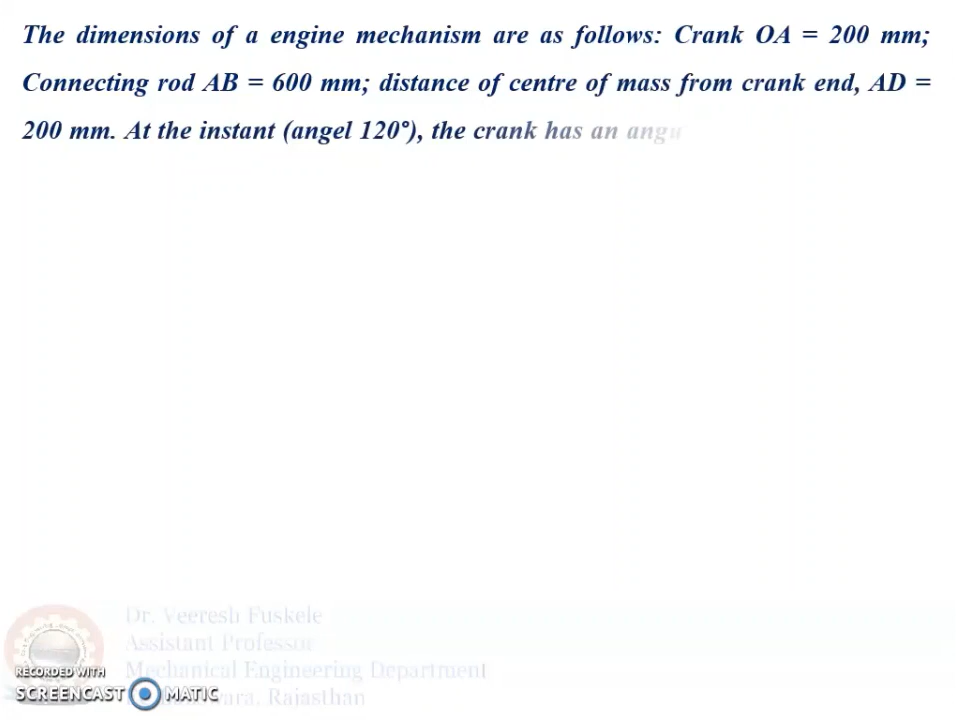 The dimensions of a engine mechanism are as follows: Crank OA = 200 mm;
Connecting rod AB = 600 mm; distance of centre of mass from crank end, AD =
200 mm. At the instant (angel 120°), the crank has an angu
Dr. Veeresh Fuskele
Assistant Professor
Mechanical Engineering Department
Rajasthan
RECORDED WITH
SCREENCAST MATIC